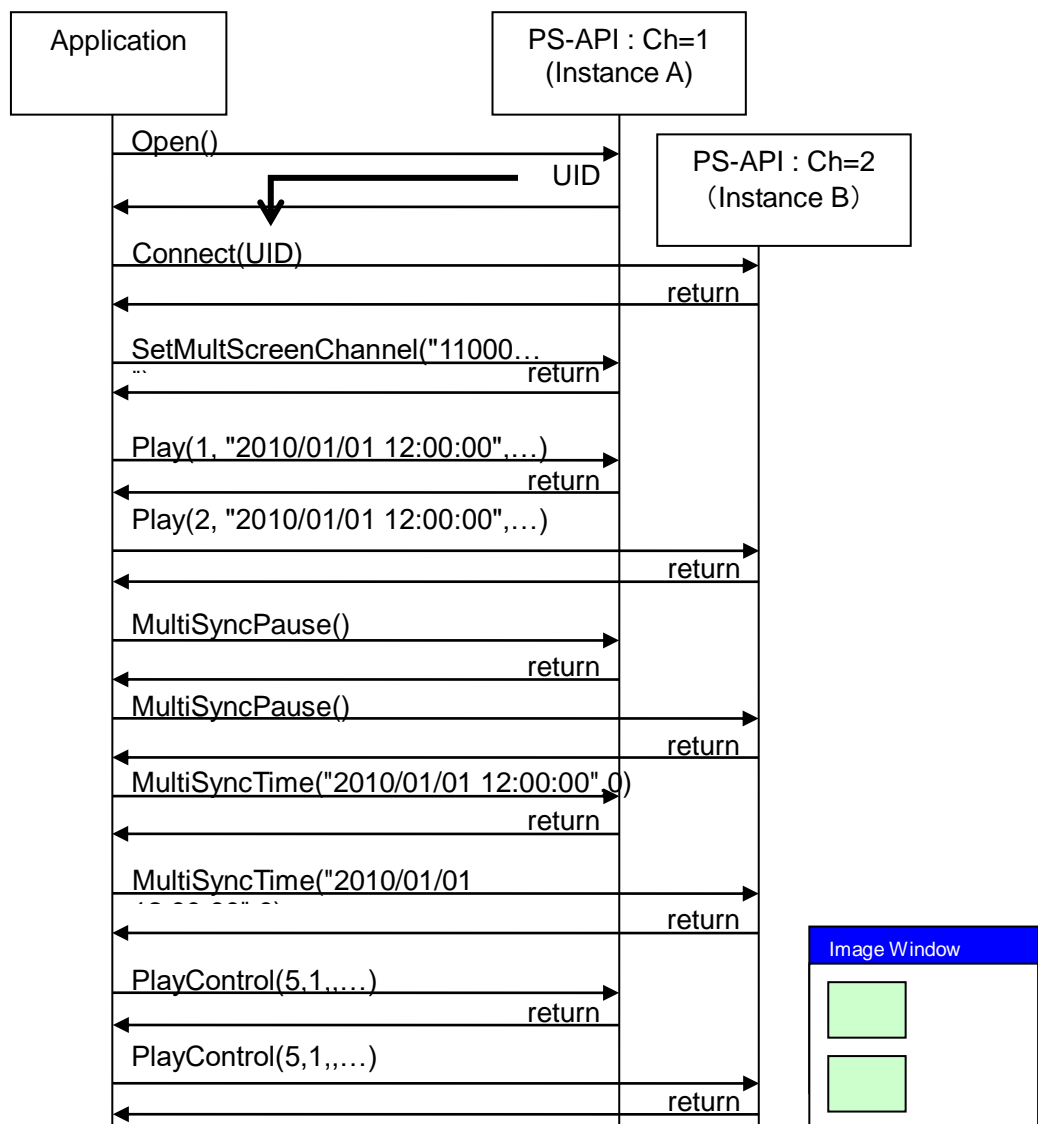 Application
PS-API : Ch=1
(Instance A)
Open()
PS-API : Ch=2
（Instance B）
UID
Connect(UID)
return
SetMultScreenChannel("11000…
return
Play(1, "2010/01/01 12:00:00",…)
return
Play(2, "2010/01/01 12:00:00",…)
return
MultiSyncPause()
return
MultiSyncPause()
return
MultiSyncTime("2010/01/01 12:00:00",0)
return
MultiSyncTime("2010/01/01
return
Image Window
PlayControl(5,1,,…)
return
PlayControl(5,1,,…)
return